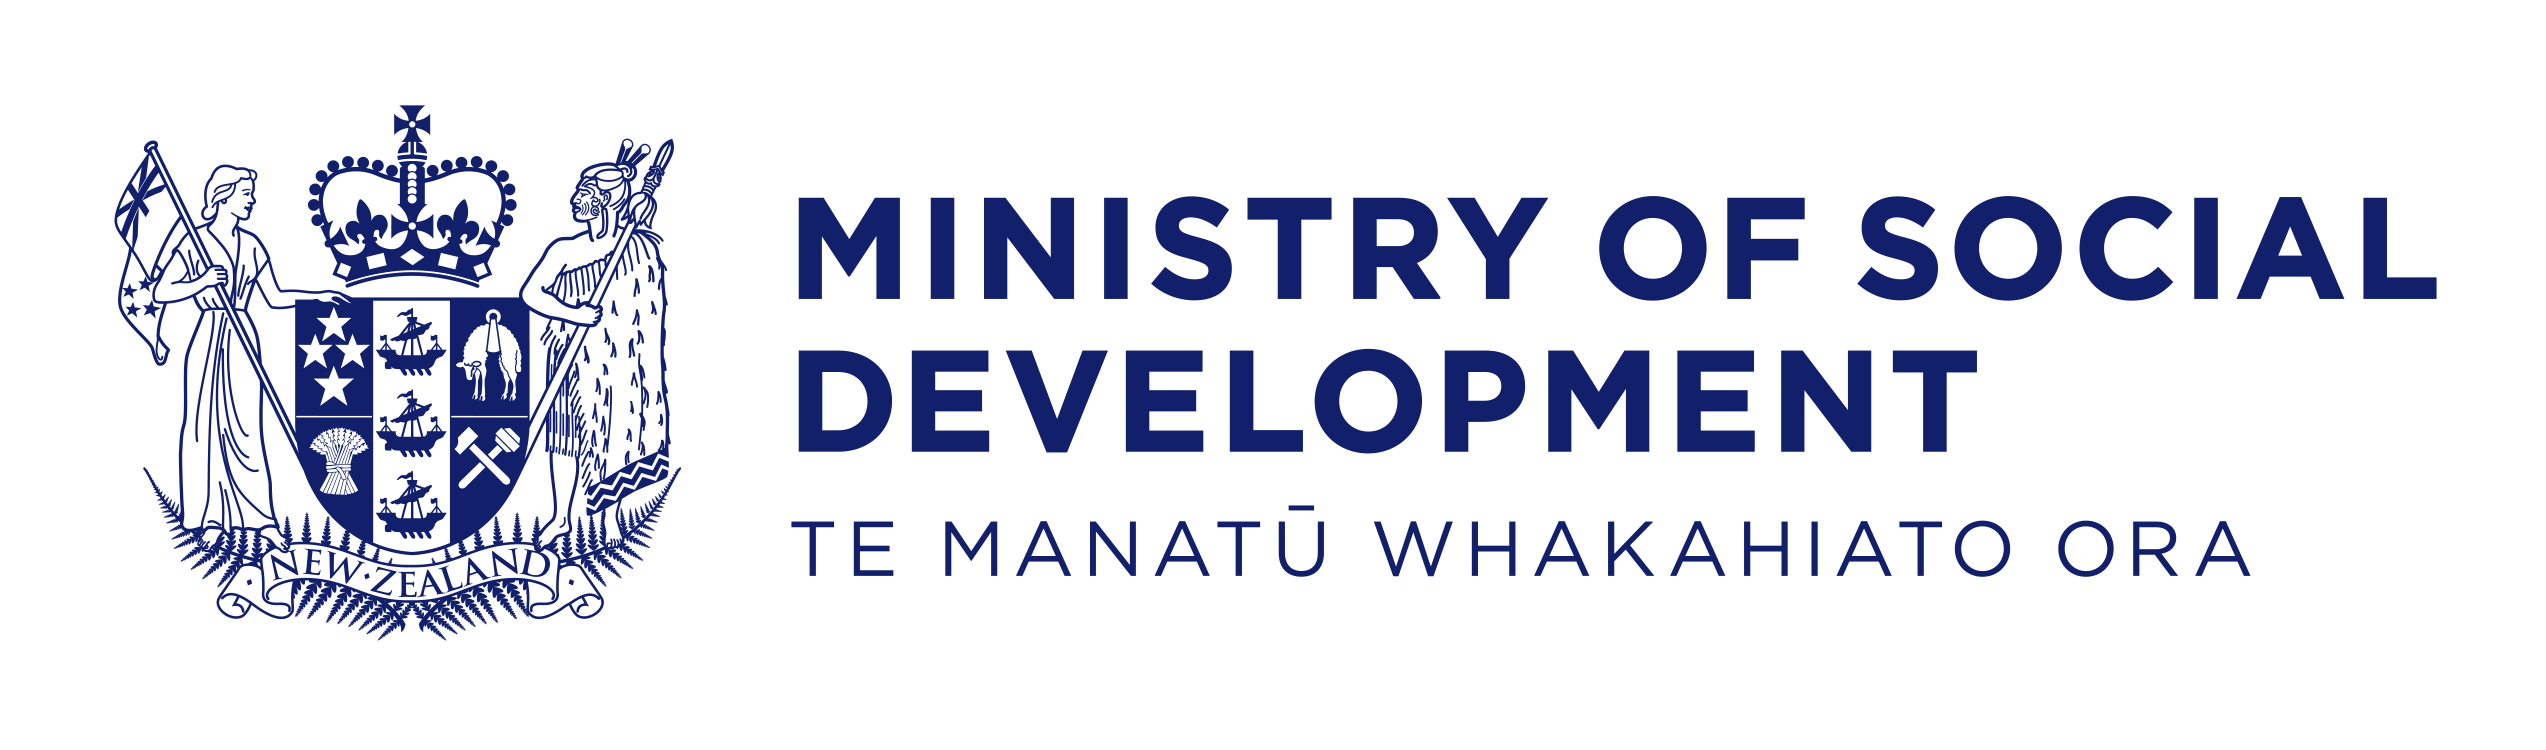 MINISTRY OF SOCIAL
DEVELOPMENT
TE MANATŪ WHAKAHIATO ORA
NEW·ZEALAND